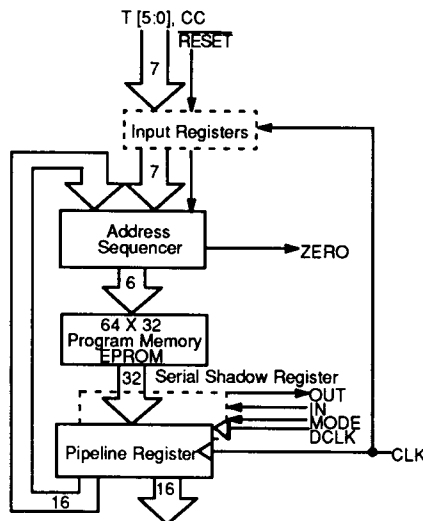 T [5:0], CC
RESET
7
Input Registers
7
Address
Sequencer
ZERO
6
64 X 32
Program Memory
EPROM
32
Serial Shadow Register
OUT
IN
MODE
DCLK
Pipeline Register
CLK
16
16